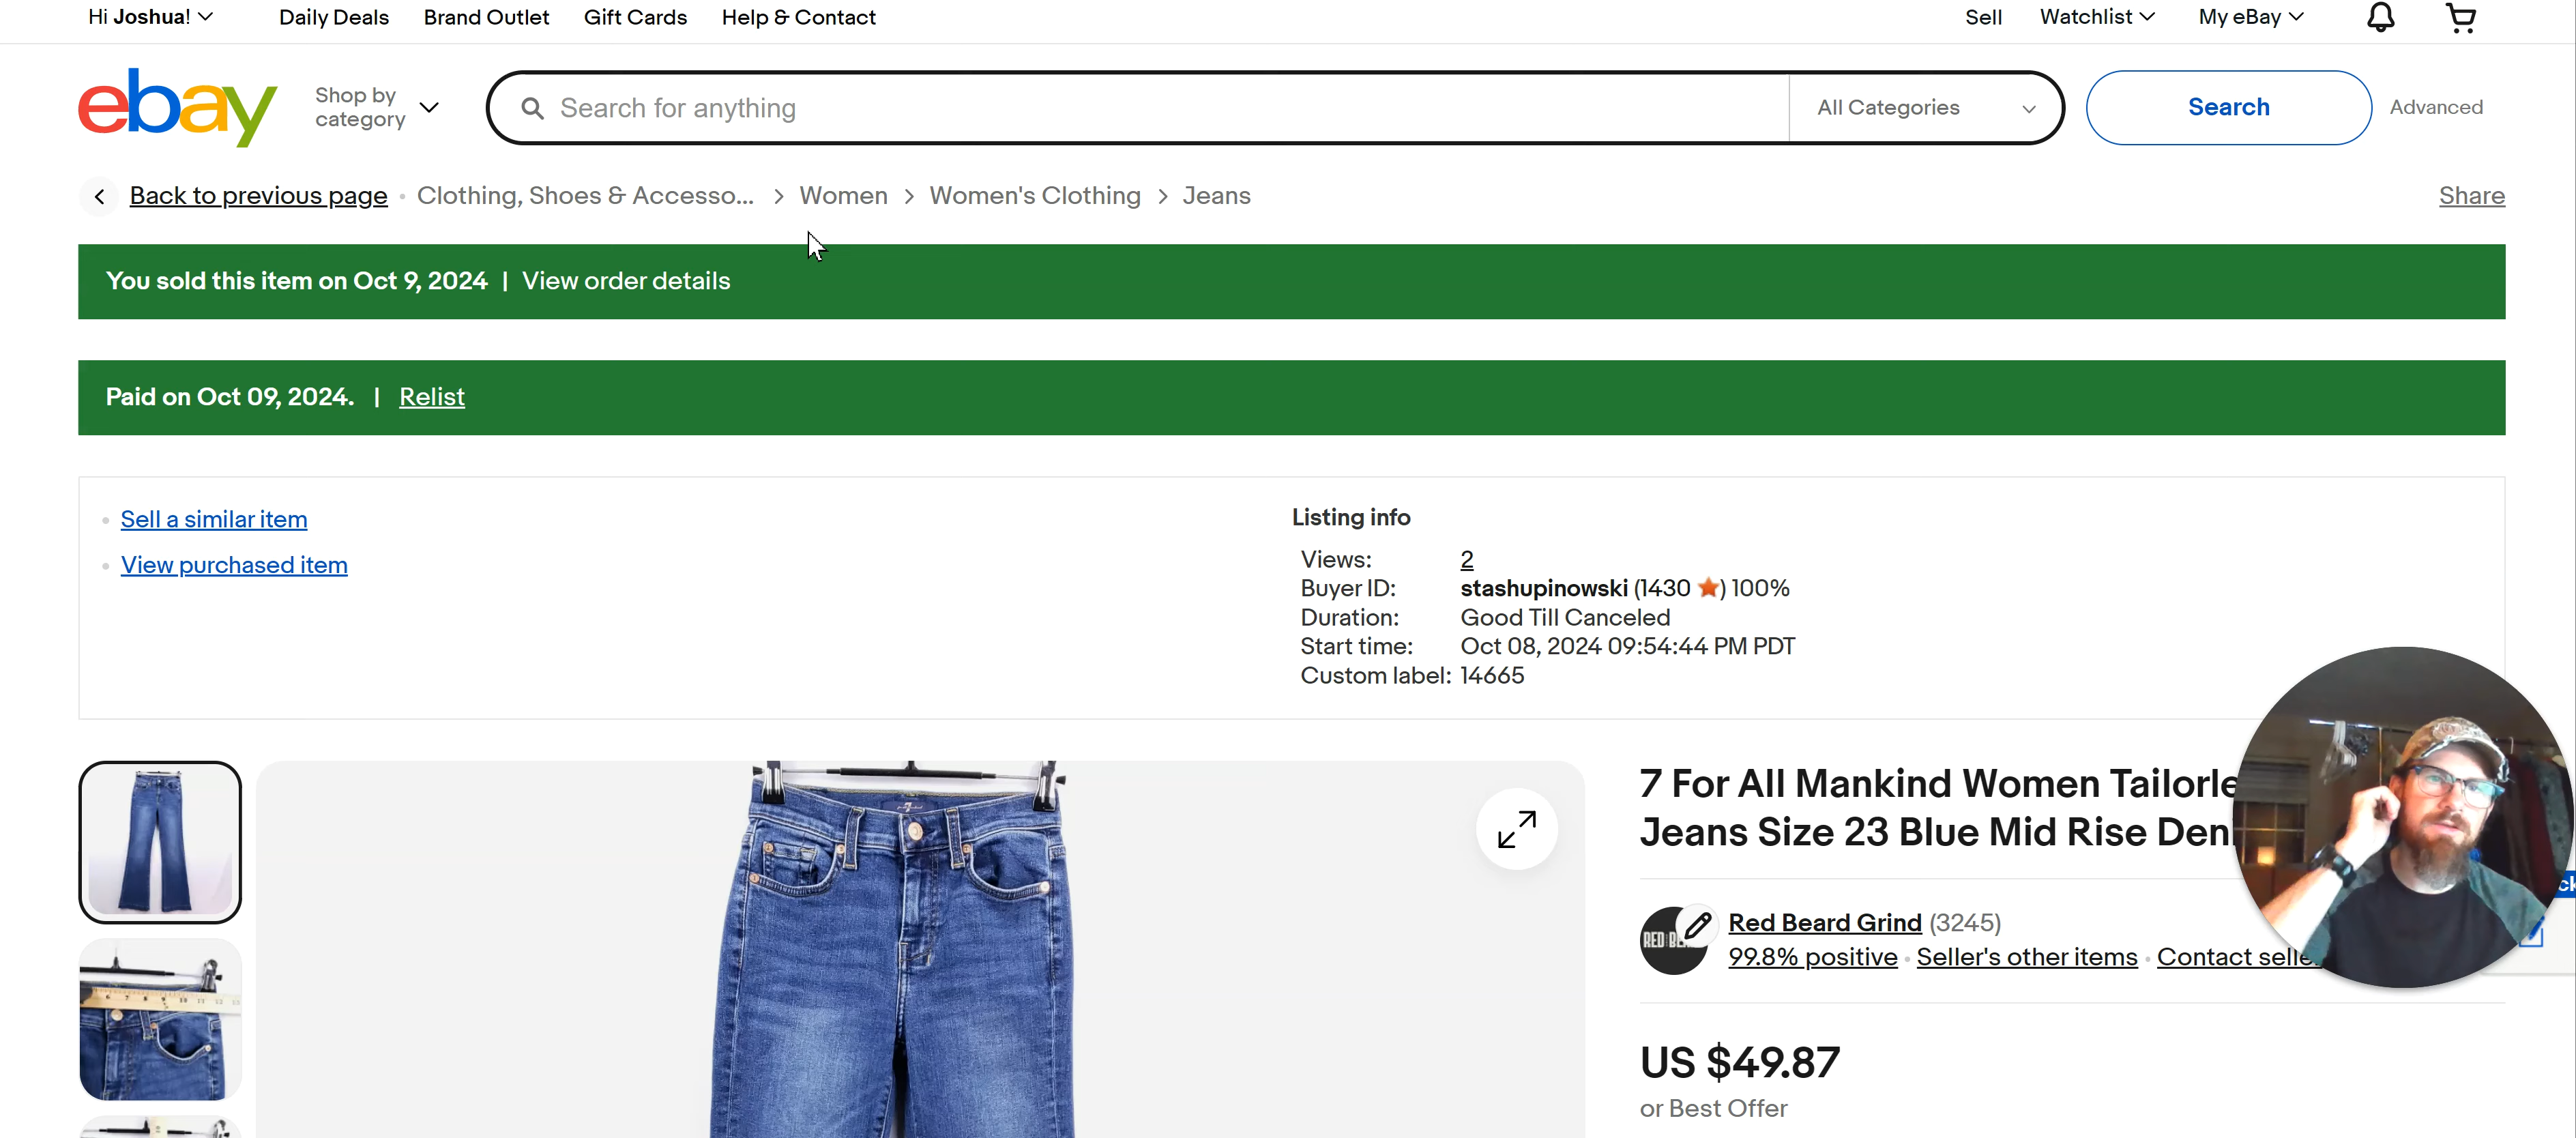 Hi Joshua!
Daily Deals
Brand Outlet
Gift Cards
Help & Contact
Sell
Watchlist
My eBay
ebay
Shop by
category
Search for anything
All Categories
Search
Advanced
Back to previous page
Clothing, Shoes & Accesso... > Women > Women's Clothing > Jeans
Share
You sold this item on Oct 9, 2024 | View order details
Paid on Oct 09, 2024. | Relist
Sell a similar item
View purchased item
Listing info
Views: 2
Buyer ID: stashupinowski (1430 ) 100%
Duration: Good Till Canceled
Start time: Oct 08, 2024 09:54:44 PM PDT
Custom label: 14665
7 For All Mankind Women Tailorle
Jeans Size 23 Blue Mid Rise Den
RED BE
Red Beard Grind (3245)
99.8% positive
Seller's other items
Contact selle
US $49.87
or Best Offer